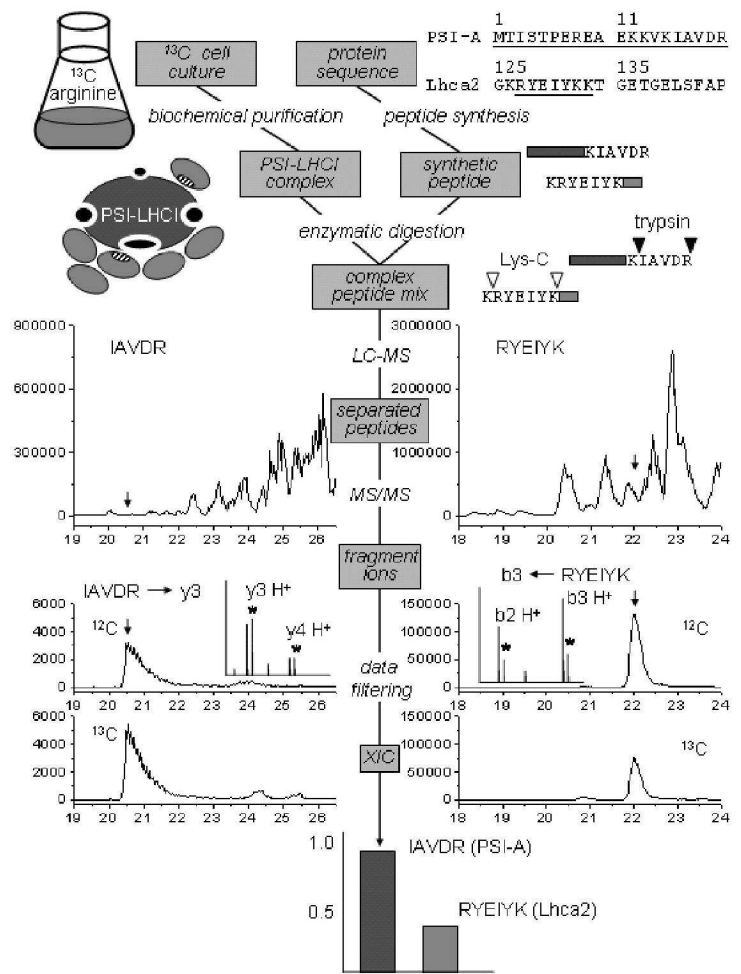 1 11
PSI-A MTISTPEREA EKKVKIAVDR
125 135
Lhca2 GKRYEIYKKT GETGELSFAP
¹³C arginine
¹³C cell culture
protein sequence
biochemical purification
peptide synthesis
PSI-LHCI complex
synthetic peptide
KIAVDR
KRYEIYK
PSI-LHCI
enzymatic digestion
trypsin
KIAVDR
Lys-C
KRYEIYK
complex peptide mix
900000
600000
300000
0
IAVDR
19 20 21 22 23 24 25 26
LC-MS
separated peptides
MS/MS
3000000
2000000
1000000
0
RYEIYK
18 19 20 21 22 23 24
fragment ions
IAVDR → y3
6000
4000
2000
0
¹²C
y3 H⁺
*
y4 H⁺
*
19 20 21 22 23 24 25 26
b3 ← RYEIYK
150000
100000
50000
0
b2 H⁺
*
b3 H⁺
*
¹²C
18 19 20 21 22 23 24
data filtering
6000
4000
2000
0
¹³C
19 20 21 22 23 24 25 26
XIC
150000
100000
50000
0
¹³C
18 19 20 21 22 23 24
1.0
0.5
IAVDR (PSI-A)
RYEIYK (Lhca2)